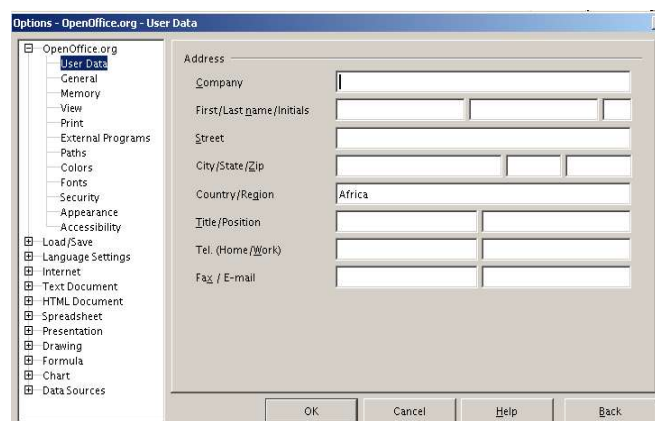 Options - OpenOffice.org - User Data
OpenOffice.org
User Data
General
Memory
View
Print
External Programs
Paths
Colors
Fonts
Security
Appearance
Accessibility
Load/Save
Language Settings
Internet
Text Document
HTML Document
Spreadsheet
Presentation
Drawing
Formula
Chart
Data Sources
Address
Company
First/Last name/Initials
Street
City/State/Zip
Country/Region Africa
Title/Position
Tel. (Home/Work)
Fax / E-mail
OK Cancel Help Back